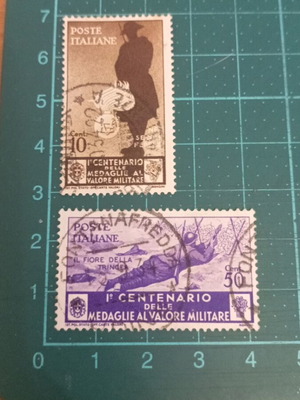 7
6
5
4
3
2
1
0
POSTE
ITALIANE
Cent.
10
I° CENTENARIO
DELLE
MEDAGLIE AL
VALORE MILITARE
POSTE
ITALIANE
IL FIORE DELLA
TRINCEA
Cent.
50
I° CENTENARIO
DELLE
MEDAGLIE AL VALORE MILITARE
0
1
2
3
4